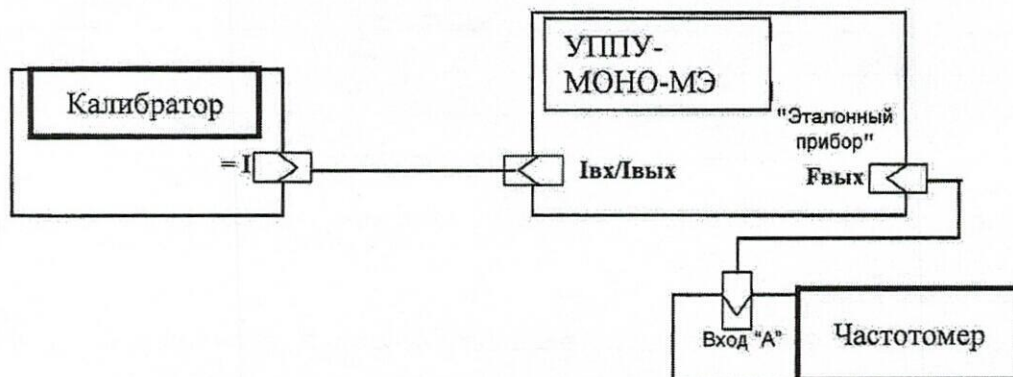 УППУ-
МОНО-МЭ
Калибратор
"Эталонный
прибор"
= I
Iвх/Iвых
Fвых
Вход "А"
Частотомер